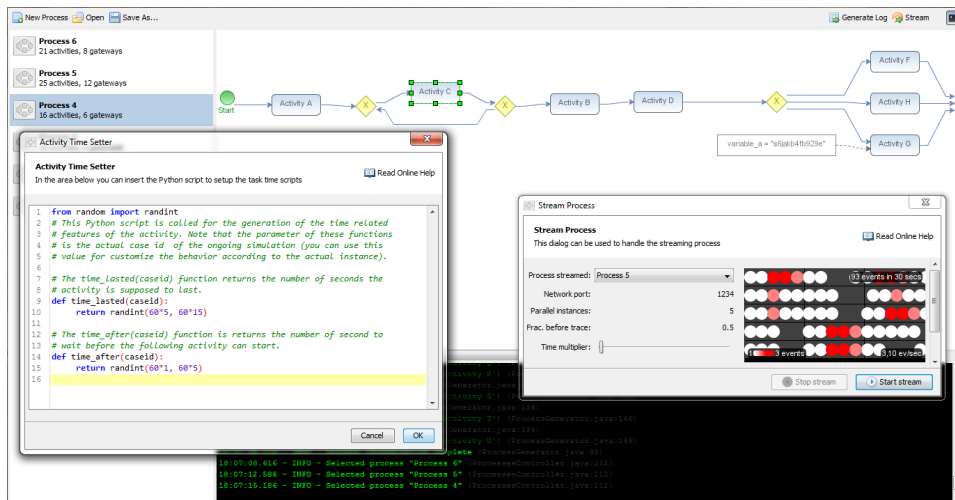 New Process Open Save As... Generate Log Stream
Process 6
21 activities, 8 gateways
Process 5
25 activities, 12 gateways
Process 4
16 activities, 6 gateways
Start
Activity A
X
Activity C
X
Activity B
Activity D
X
Activity F
Activity H
Activity G
variable_a = "s6jakb4fb929e"
Activity Time Setter
Activity Time Setter
In the area below you can insert the Python script to setup the task time scripts
Read Online Help
1 from random import randint
2 # This Python script is called for the generation of the time related
3 # features of the activity. Note that the parameter of these functions
4 # is the actual case id of the ongoing simulation (you can use this
5 # value for customize the behavior according to the actual instance).
6
7 # The time_lasted(caseid) function returns the number of seconds the
8 # activity is supposed to last.
9 def time_lasted(caseid):
10 return randint(60*5, 60*15)
11
12 # The time_after(caseid) function is returns the number of second to
13 # wait before the following activity can start.
14 def time_after(caseid):
15 return randint(60*1, 60*5)
16
Cancel OK
Stream Process
Stream Process
This dialog can be used to handle the streaming process
Read Online Help
Process streamed: Process 5
Network port: 1234
Parallel instances: 5
Frac. before trace: 0.5
Time multiplier:
93 events in 30 secs
3 events
3,10 ev/sec
Stop stream Start stream
(ProcessGenerator.java:146)
enerator.java:134)
ctivity T') (ProcessGenerator.java:146)
enerator.java:134)
ctivity U') (ProcessGenerator.java:146)
plete (ProcessGenerator.java:85)
18:07:08.616 - INFO - Selected process "Process 6" (ProcessesController.java:212)
18:07:12.586 - INFO - Selected process "Process 5" (ProcessesController.java:212)
18:07:15.186 - INFO - Selected process "Process 4" (ProcessesController.java:212)